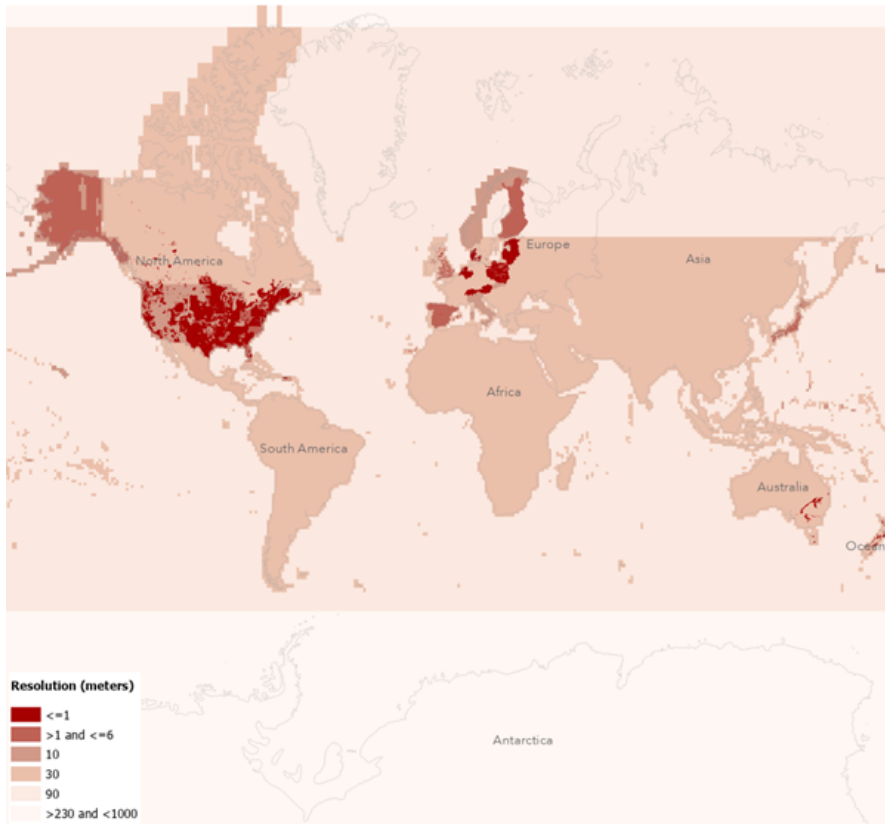 North America
Europe
Asia
Africa
South America
Australia
Ocean
Antarctica
Resolution (meters)
<=1
>1 and <=6
10
30
90
>230 and <1000